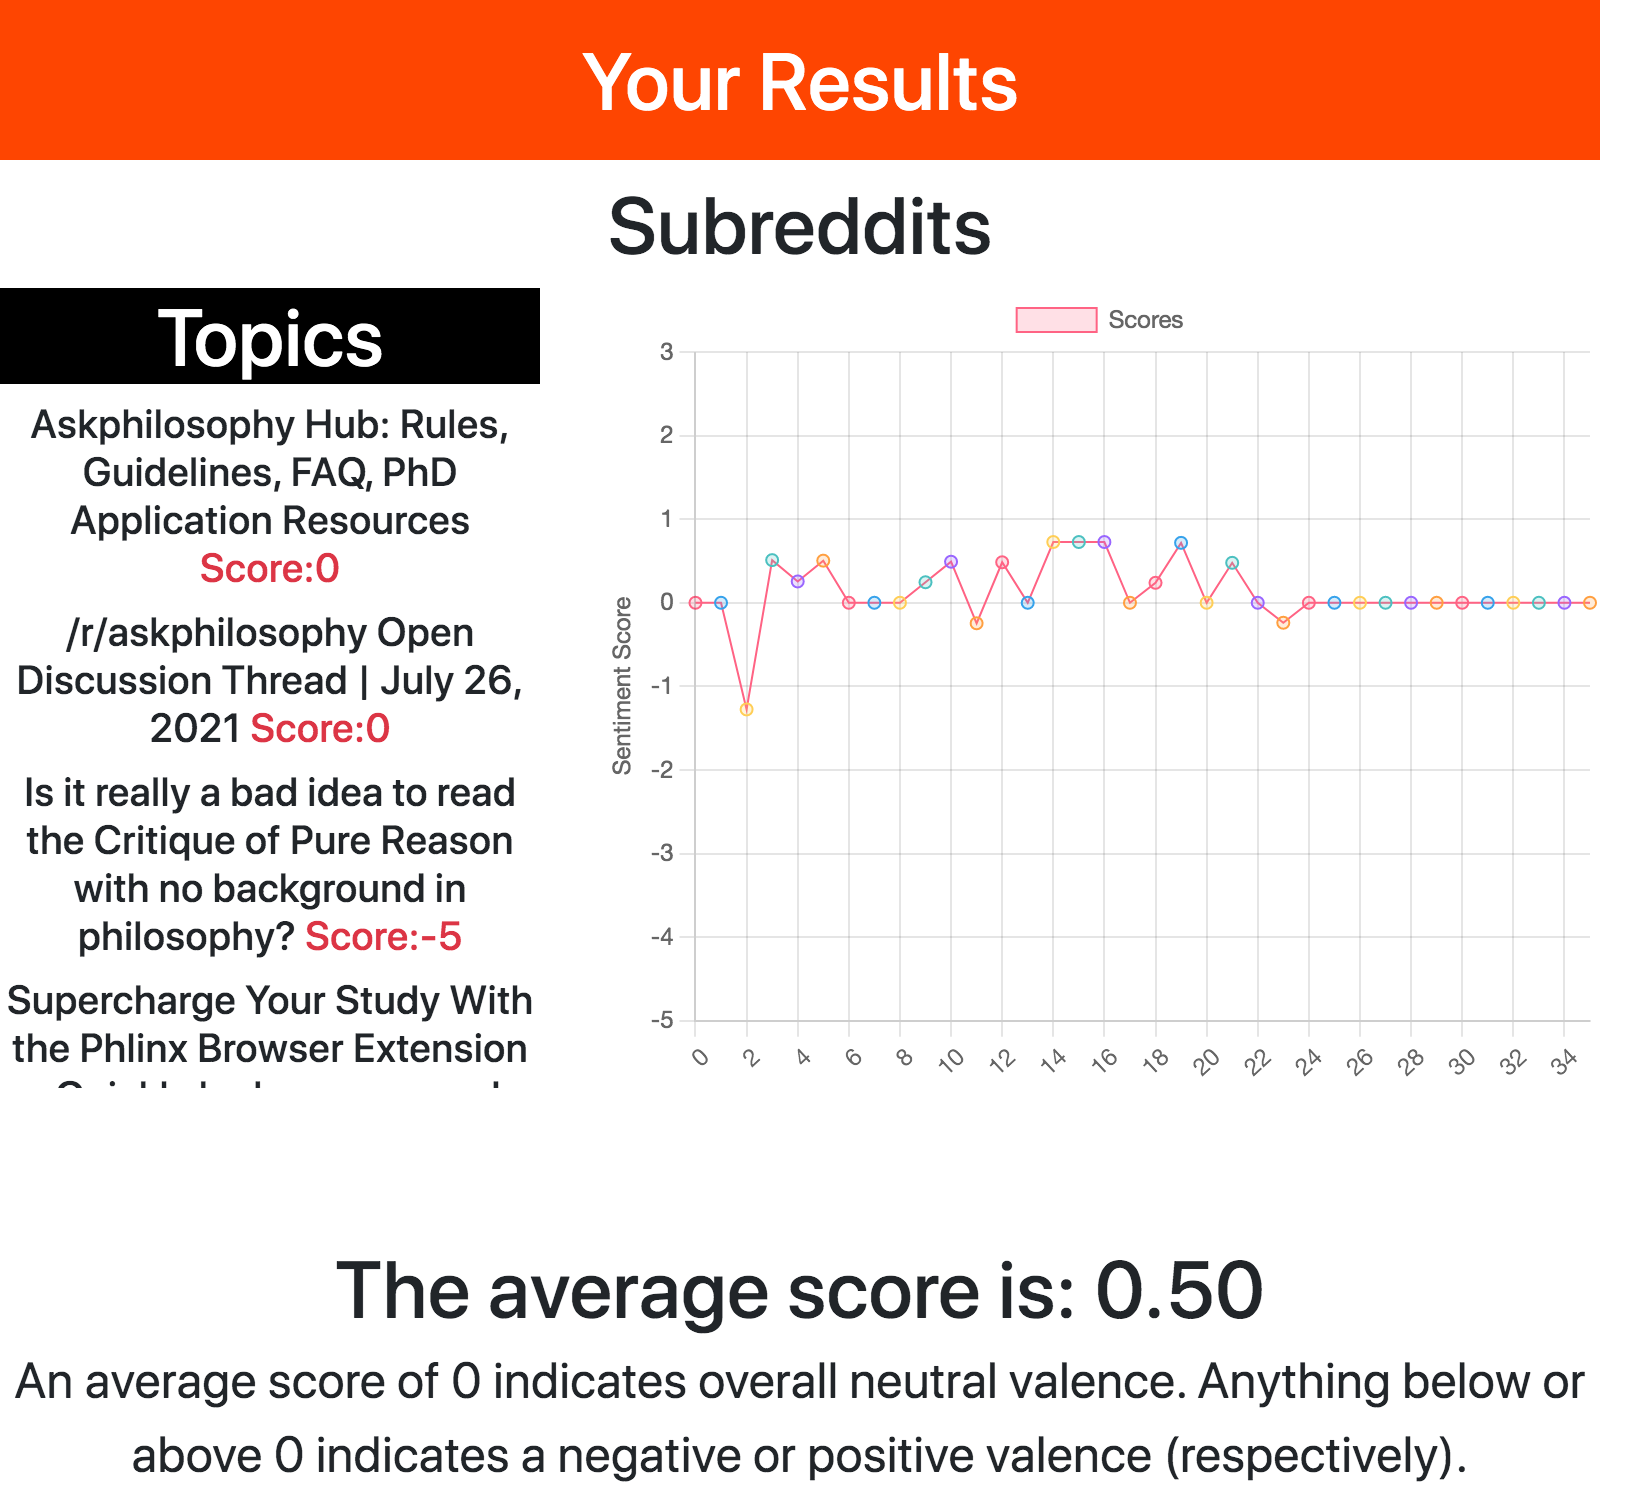 Your Results
Subreddits
Topics
Askphilosophy Hub: Rules,
Guidelines, FAQ, PhD
Application Resources
Score:0
/r/askphilosophy Open
Discussion Thread | July 26,
2021 Score:0
Is it really a bad idea to read
the Critique of Pure Reason
with no background in
philosophy? Score:-5
Supercharge Your Study With
the Phlinx Browser Extension
Scores
Sentiment Score
3
2
1
0
-1
-2
-3
-4
-5
0 2 4 6 8 10 12 14 16 18 20 22 24 26 28 30 32 34
The average score is: 0.50
An average score of 0 indicates overall neutral valence. Anything below or
above 0 indicates a negative or positive valence (respectively).